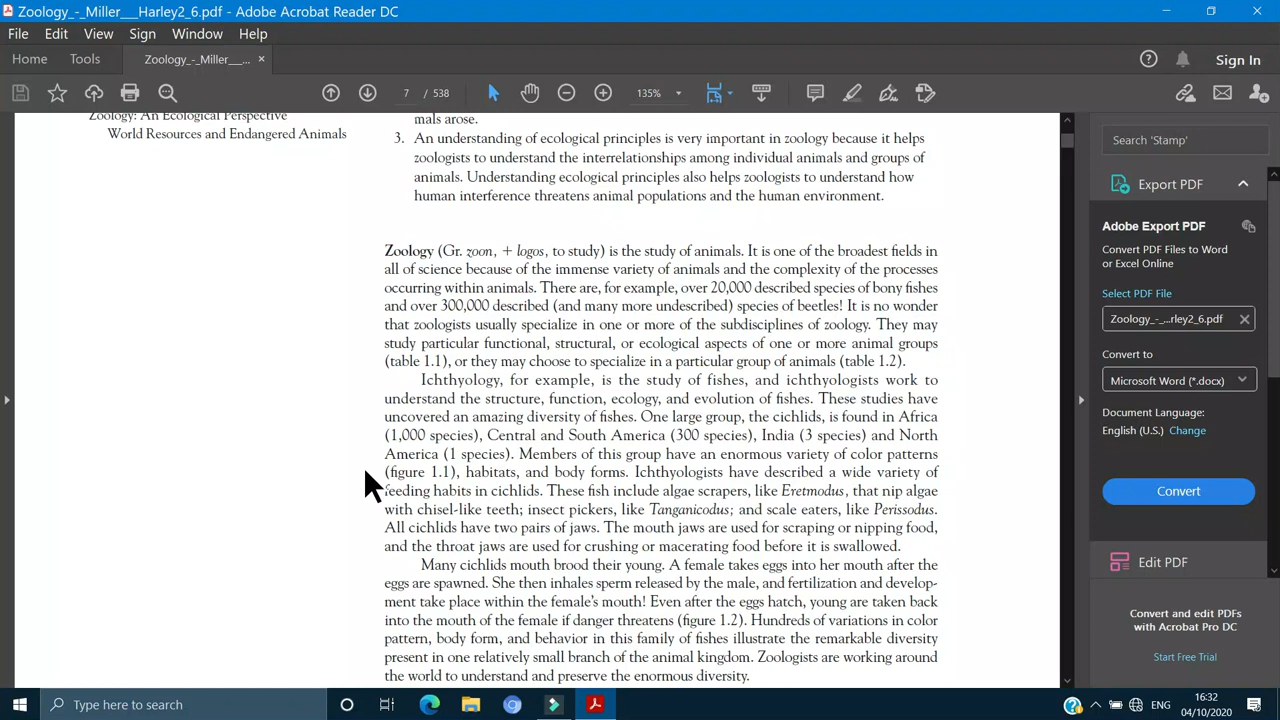 Zoology_-_Miller___Harley2_6.pdf - Adobe Acrobat Reader DC
File Edit View Sign Window Help
Home Tools Zoology_-_Miller___... × Sign In
7 / 538 135%
Zoology: An Ecological Perspective
World Resources and Endangered Animals
mals arose.
3. An understanding of ecological principles is very important in zoology because it helps
zoologists to understand the interrelationships among individual animals and groups of
animals. Understanding ecological principles also helps zoologists to understand how
human interference threatens animal populations and the human environment.
Zoology (Gr. zoon, + logos, to study) is the study of animals. It is one of the broadest fields in
all of science because of the immense variety of animals and the complexity of the processes
occurring within animals. There are, for example, over 20,000 described species of bony fishes
and over 300,000 described (and many more undescribed) species of beetles! It is no wonder
that zoologists usually specialize in one or more of the subdisciplines of zoology. They may
study particular functional, structural, or ecological aspects of one or more animal groups
(table 1.1), or they may choose to specialize in a particular group of animals (table 1.2).
Ichthyology, for example, is the study of fishes, and ichthyologists work to
understand the structure, function, ecology, and evolution of fishes. These studies have
uncovered an amazing diversity of fishes. One large group, the cichlids, is found in Africa
(1,000 species), Central and South America (300 species), India (3 species) and North
America (1 species). Members of this group have an enormous variety of color patterns
(figure 1.1), habitats, and body forms. Ichthyologists have described a wide variety of
feeding habits in cichlids. These fish include algae scrapers, like Eretmodus, that nip algae
with chisel-like teeth; insect pickers, like Tanganicodus; and scale eaters, like Perissodus.
All cichlids have two pairs of jaws. The mouth jaws are used for scraping or nipping food,
and the throat jaws are used for crushing or macerating food before it is swallowed.
Many cichlids mouth brood their young. A female takes eggs into her mouth after the
eggs are spawned. She then inhales sperm released by the male, and fertilization and develop-
ment take place within the female's mouth! Even after the eggs hatch, young are taken back
into the mouth of the female if danger threatens (figure 1.2). Hundreds of variations in color
pattern, body form, and behavior in this family of fishes illustrate the remarkable diversity
present in one relatively small branch of the animal kingdom. Zoologists are working around
the world to understand and preserve the enormous diversity.
Search 'Stamp'
Export PDF
Adobe Export PDF
Convert PDF Files to Word
or Excel Online
Select PDF File
Zoology_-_...rley2_6.pdf
Convert to
Microsoft Word (*.docx)
Document Language:
English (U.S.) Change
Convert
Edit PDF
Convert and edit PDFs
with Acrobat Pro DC
Start Free Trial
Type here to search
ENG
16:32
04/10/2020